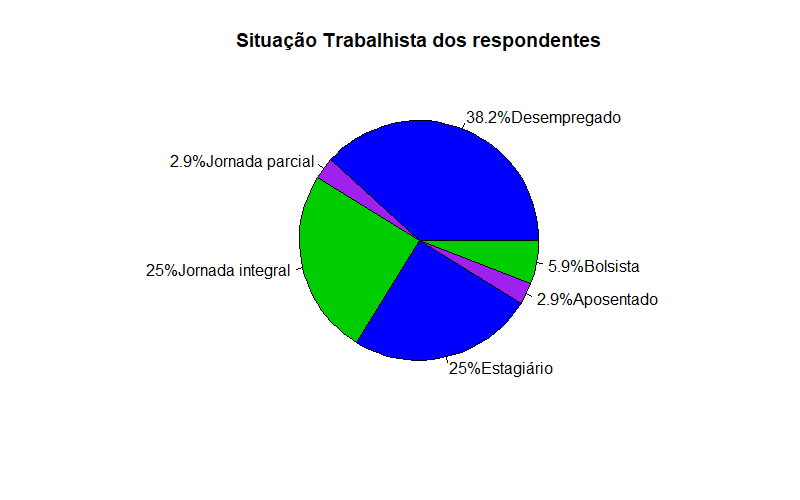 Situação Trabalhista dos respondentes
38.2%Desempregado
2.9%Jornada parcial
25%Jornada integral
5.9%Bolsista
2.9%Aposentado
25%Estagiário